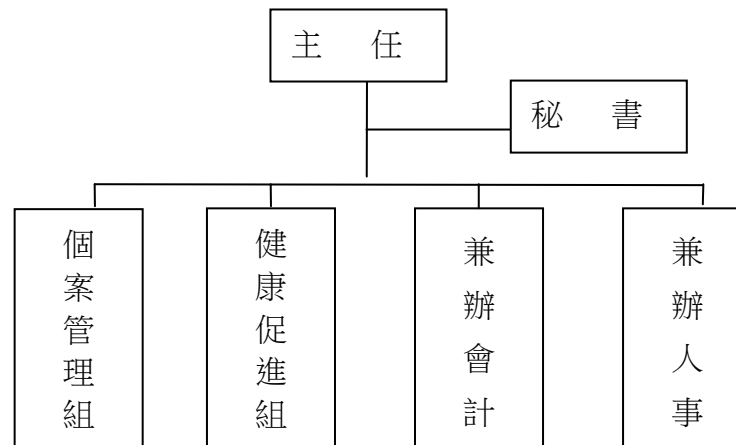 主 任
秘 書
個案管理組
健康促進組
兼辦會計
兼辦人事